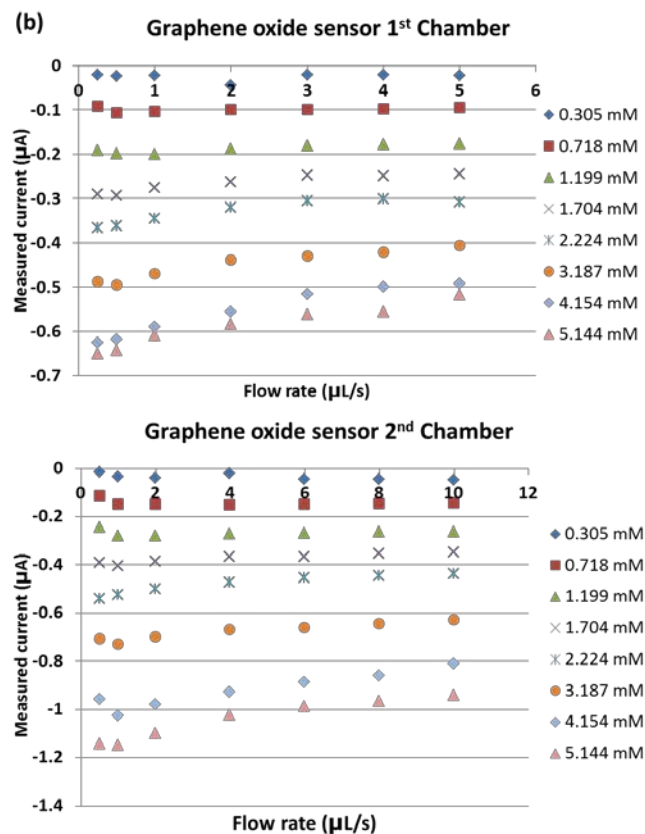 (b)
Graphene oxide sensor 1st Chamber
0
0 1 2 3 4 5 6
-0.1
-0.2
-0.3
-0.4
-0.5
-0.6
-0.7
Measured current (µA)
Flow rate (µL/s)
0.305 mM
0.718 mM
1.199 mM
1.704 mM
2.224 mM
3.187 mM
4.154 mM
5.144 mM
Graphene oxide sensor 2nd Chamber
0
0 2 4 6 8 10 12
-0.2
-0.4
-0.6
-0.8
-1
-1.2
-1.4
Measured current (µA)
Flow rate (µL/s)
0.305 mM
0.718 mM
1.199 mM
1.704 mM
2.224 mM
3.187 mM
4.154 mM
5.144 mM